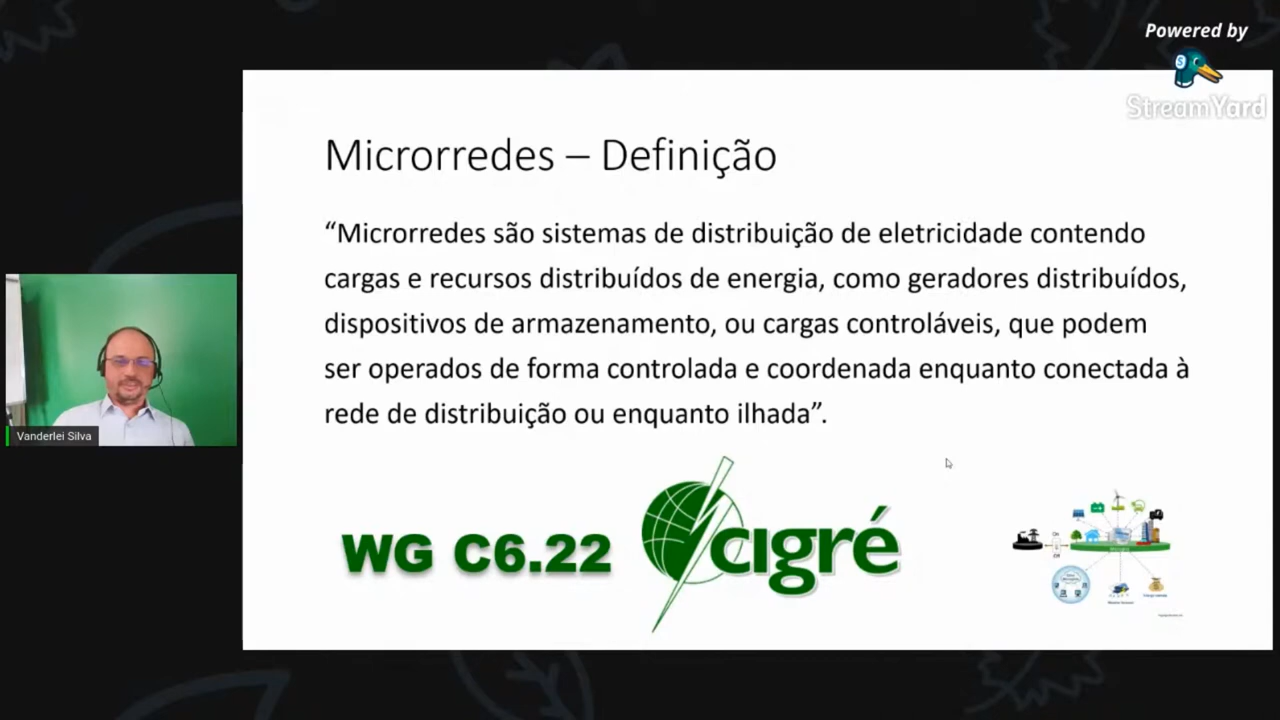 Powered by
StreamYard
Microrredes – Definição
“Microrredes são sistemas de distribuição de eletricidade contendo
cargas e recursos distribuídos de energia, como geradores distribuídos,
dispositivos de armazenamento, ou cargas controláveis, que podem
ser operados de forma controlada e coordenada enquanto conectada à
rede de distribuição ou enquanto ilhada”.
Vanderlei Silva
WG C6.22
cigré
On
Off